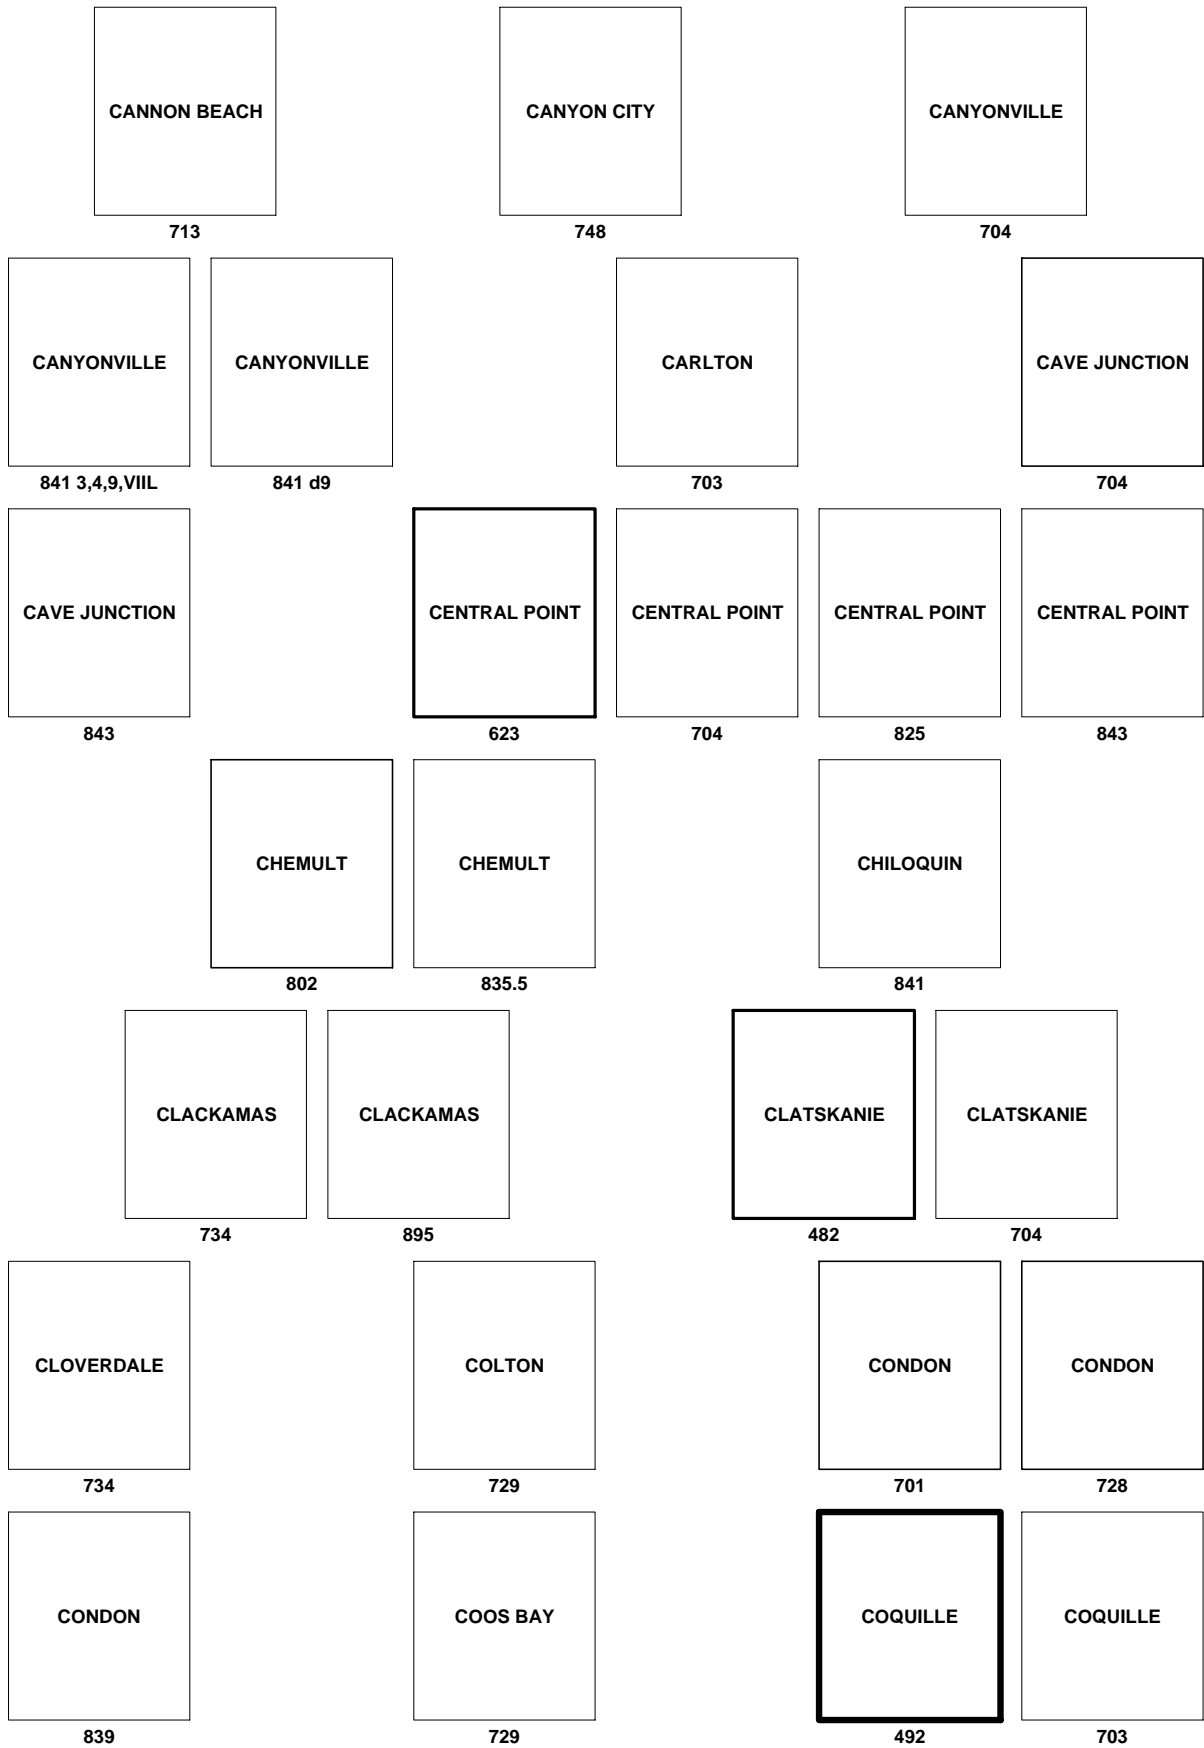 CANNON BEACH CANYON CITY CANYONVILLE
713 748 704
CANYONVILLE CANYONVILLE CARLTON CAVE JUNCTION
841 3,4,9,VIIL 841 d9 703 704
CAVE JUNCTION CENTRAL POINT CENTRAL POINT CENTRAL POINT CENTRAL POINT
843 623 704 825 843
CHEMULT CHEMULT CHILOQUIN
802 835.5 841
CLACKAMAS CLACKAMAS CLATSKANIE CLATSKANIE
734 895 482 704
CLOVERDALE COLTON CONDON CONDON
734 729 701 728
CONDON COOS BAY COQUILLE COQUILLE
839 729 492 703